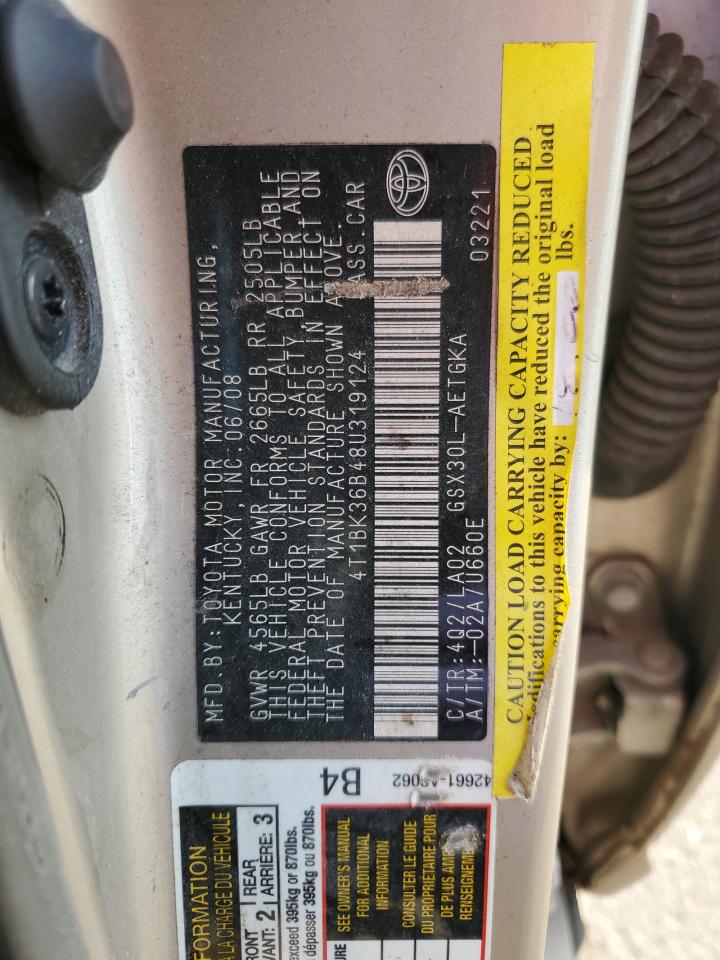 MFD. BY: TOYOTA MOTOR MANUFACTURING,
KENTUCKY, INC. 06/08
GVWR 4565LB GAWR FR 2665LB RR 2505LB
THIS VEHICLE CONFORMS TO ALL APPLICABLE
FEDERAL MOTOR VEHICLE SAFETY, BUMPER AND
THEFT PREVENTION STANDARDS IN EFFECT ON
THE DATE OF MANUFACTURE SHOWN ABOVE.
4T1BK36B48U319124 PASS. CAR
C/TR:4Q2/LA02 GSX30L-AETGKA
A/TM:-02A/U660E 03221
CAUTION LOAD CARRYING CAPACITY REDUCED
Modifications to this vehicle have reduced the original load
carrying capacity by: lbs.
B4
FORMATION
A LA CHARGE DU VÉHICULE
FRONT REAR
AVANT: 2 ARRIÈRE: 3
exceed 395kg or 870lbs.
dépasser 395kg ou 870lbs.
SEE OWNER'S MANUAL
FOR ADDITIONAL
INFORMATION
CONSULTER LE GUIDE
DU PROPRIÉTAIRE POUR
DE PLUS AMP
RENSEIGNEME